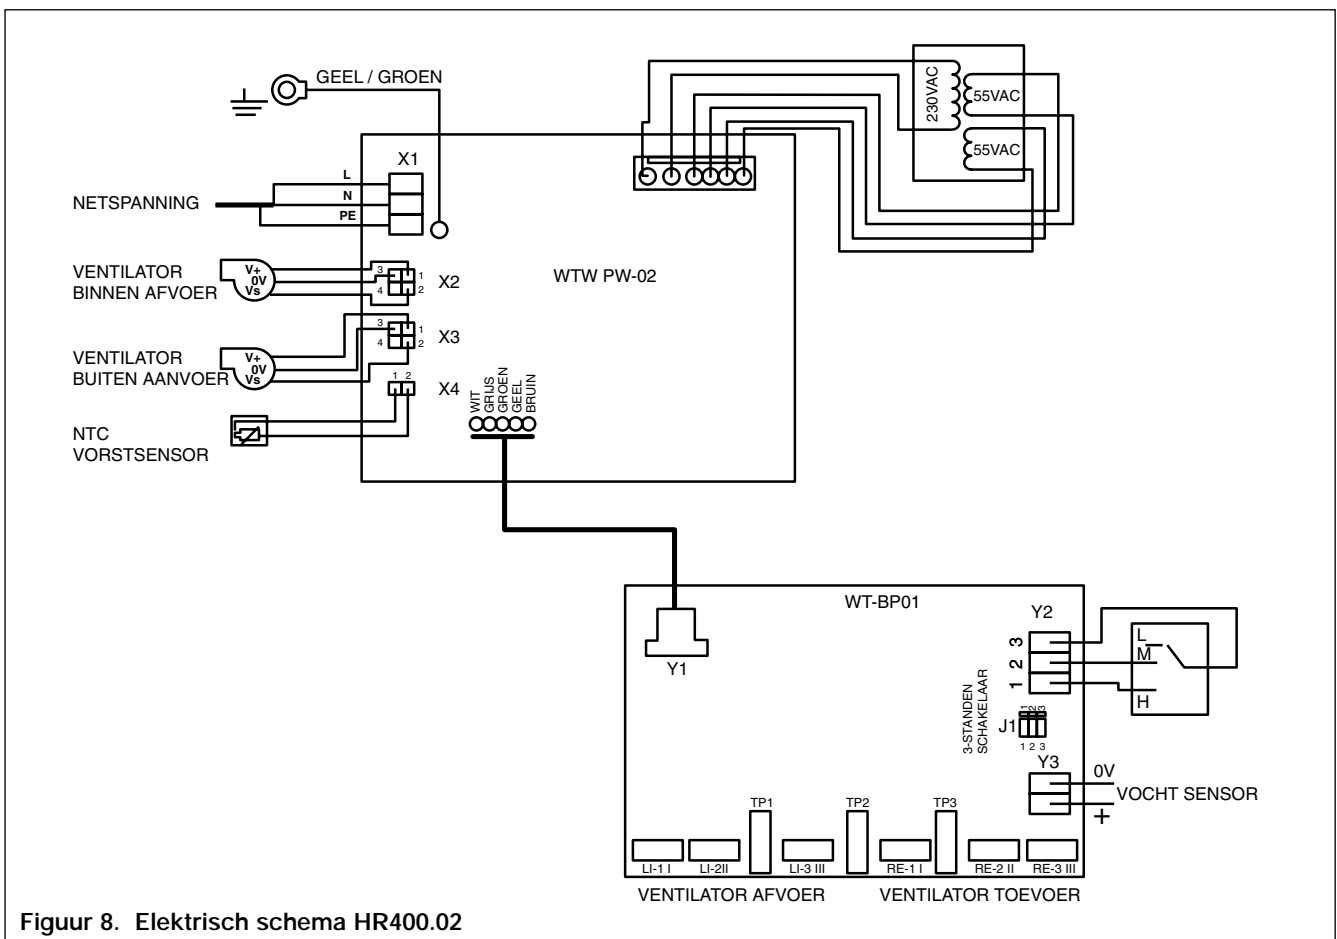 GEEL / GROEN
230VAC
55VAC
55VAC
X1
L
N
PE
NETSPANNING
VENTILATOR
BINNEN AFVOER
V+
0V
Vs
3
4
1
2
X2
WTW PW-02
VENTILATOR
BUITEN AANVOER
V+
0V
Vs
3
4
1
2
X3
1 2
X4
NTC
VORSTSENSOR
WIT
GRIJS
GROEN
GEEL
BRUIN
WT-BP01
Y1
Y2
3
2
1
L
M
H
3-STANDEN
SCHAKELAAR
J1
1 2 3
1 2 3
Y3
0V
+
VOCHT SENSOR
TP1
TP2
TP3
LI-1 I
LI-2II
LI-3 III
RE-1 I
RE-2 II
RE-3 III
VENTILATOR AFVOER
VENTILATOR TOEVOER
Figuur 8. Elektrisch schema HR400.02